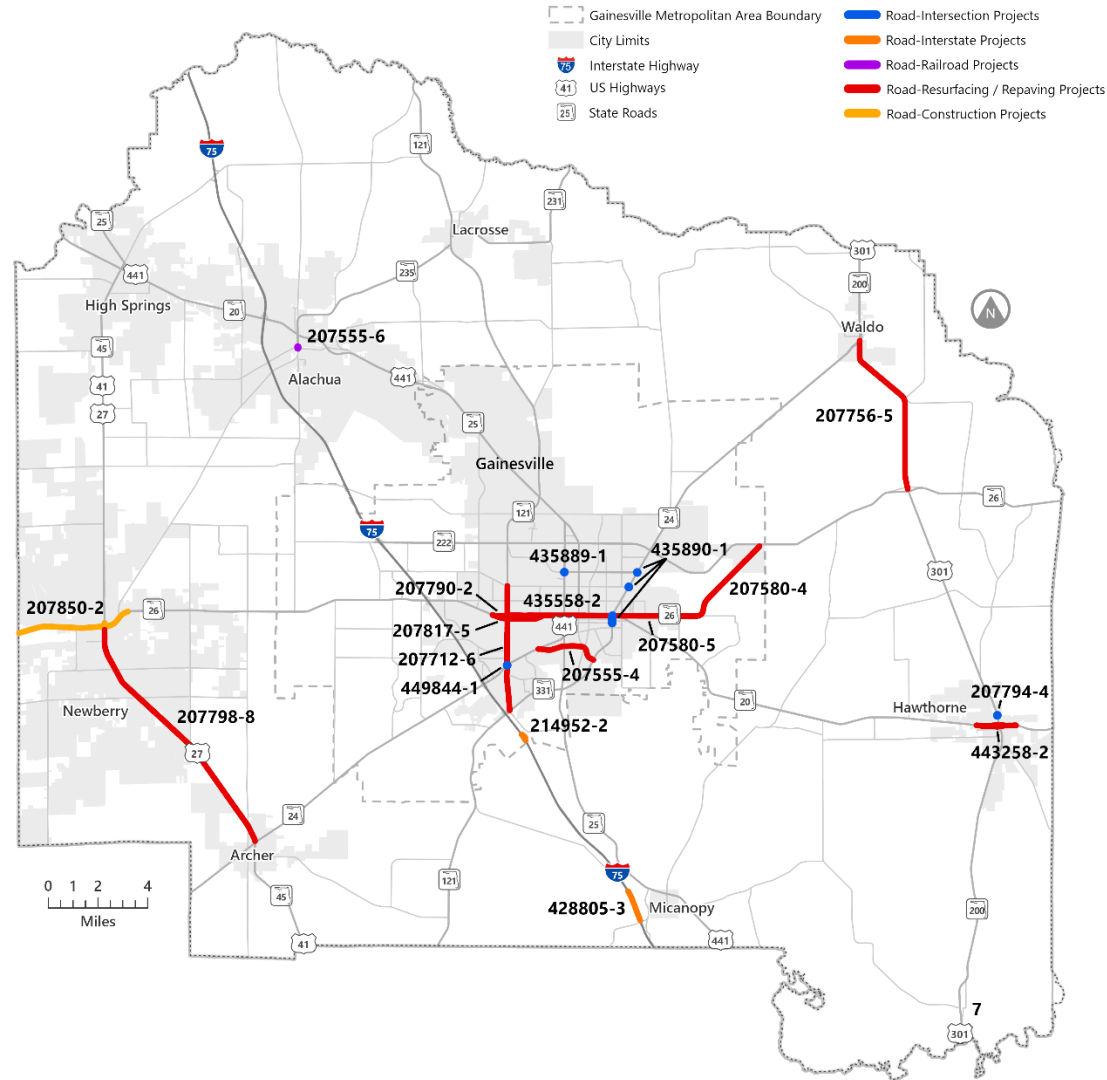 Gainesville Metropolitan Area Boundary
City Limits
75
Interstate Highway
41
US Highways
25
State Roads
Road-Intersection Projects
Road-Interstate Projects
Road-Railroad Projects
Road-Resurfacing / Repaving Projects
Road-Construction Projects
75
121
231
25
Lacrosse
301
441
235
200
High Springs
20
N
Waldo
207555-6
45
Alachua
441
41
27
207756-5
25
Gainesville
26
121
24
75
222
435889-1
435890-1
301
207790-2
435558-2
207580-4
207850-2
26
26
441
207817-5
207580-5
207712-6
207555-4
449844-1
331
20
207794-4
Hawthorne
Newberry
207798-8
214952-2
443258-2
27
24
25
Archer
0 1 2 4
Miles
75
121
45
428805-3
Micanopy
200
41
441
7
301